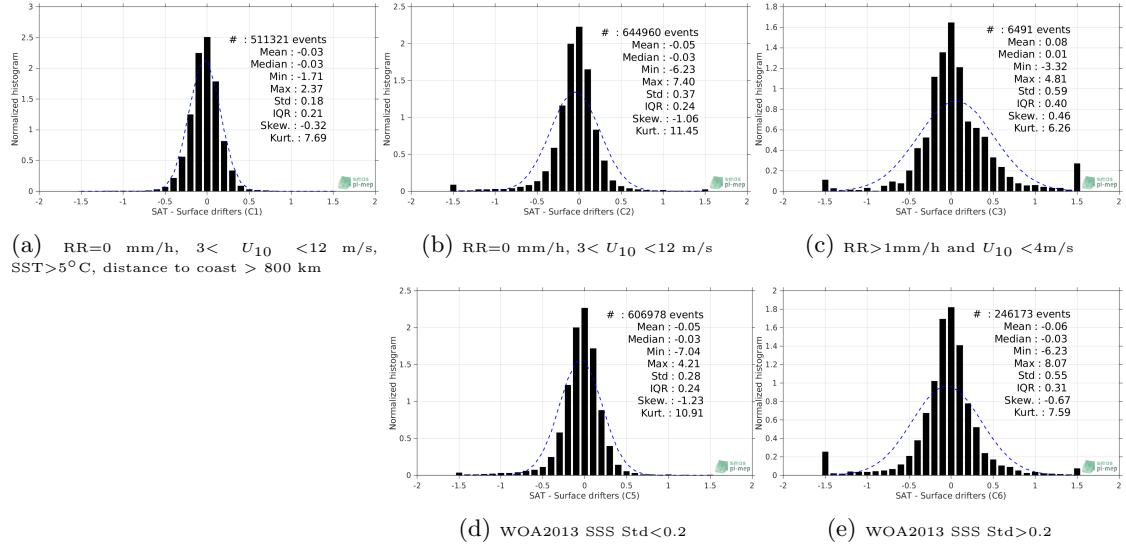 3
2.5
2
1.5
1
0.5
0
Normalized histogram
# : 511321 events
Mean : -0.03
Median : -0.03
Min : -1.71
Max : 2.37
Std : 0.18
IQR : 0.21
Skew. : -0.32
Kurt. : 7.69
smos
pi-mep
-2 -1.5 -1 -0.5 0 0.5 1 1.5 2
SAT - Surface drifters (C1)
(a) RR=0 mm/h, 3< U10 <12 m/s,
SST>5°C, distance to coast > 800 km
2.5
2
1.5
1
0.5
0
Normalized histogram
# : 644960 events
Mean : -0.05
Median : -0.03
Min : -6.23
Max : 7.40
Std : 0.37
IQR : 0.24
Skew. : -1.06
Kurt. : 11.45
smos
pi-mep
-2 -1.5 -1 -0.5 0 0.5 1 1.5 2
SAT - Surface drifters (C2)
(b) RR=0 mm/h, 3< U10 <12 m/s
1.8
1.6
1.4
1.2
1
0.8
0.6
0.4
0.2
0
Normalized histogram
# : 6491 events
Mean : 0.08
Median : 0.01
Min : -3.32
Max : 4.81
Std : 0.59
IQR : 0.40
Skew. : 0.46
Kurt. : 6.26
smos
pi-mep
-2 -1.5 -1 -0.5 0 0.5 1 1.5 2
SAT - Surface drifters (C3)
(c) RR>1mm/h and U10 <4m/s
2.5
2
1.5
1
0.5
0
Normalized histogram
# : 606978 events
Mean : -0.05
Median : -0.03
Min : -7.04
Max : 4.21
Std : 0.28
IQR : 0.24
Skew. : -1.23
Kurt. : 10.91
smos
pi-mep
-2 -1.5 -1 -0.5 0 0.5 1 1.5 2
SAT - Surface drifters (C5)
(d) WOA2013 SSS Std<0.2
2
1.8
1.6
1.4
1.2
1
0.8
0.6
0.4
0.2
0
Normalized histogram
# : 246173 events
Mean : -0.06
Median : -0.03
Min : -6.23
Max : 8.07
Std : 0.55
IQR : 0.31
Skew. : -0.67
Kurt. : 7.59
smos
pi-mep
-2 -1.5 -1 -0.5 0 0.5 1 1.5 2
SAT - Surface drifters (C6)
(e) WOA2013 SSS Std>0.2